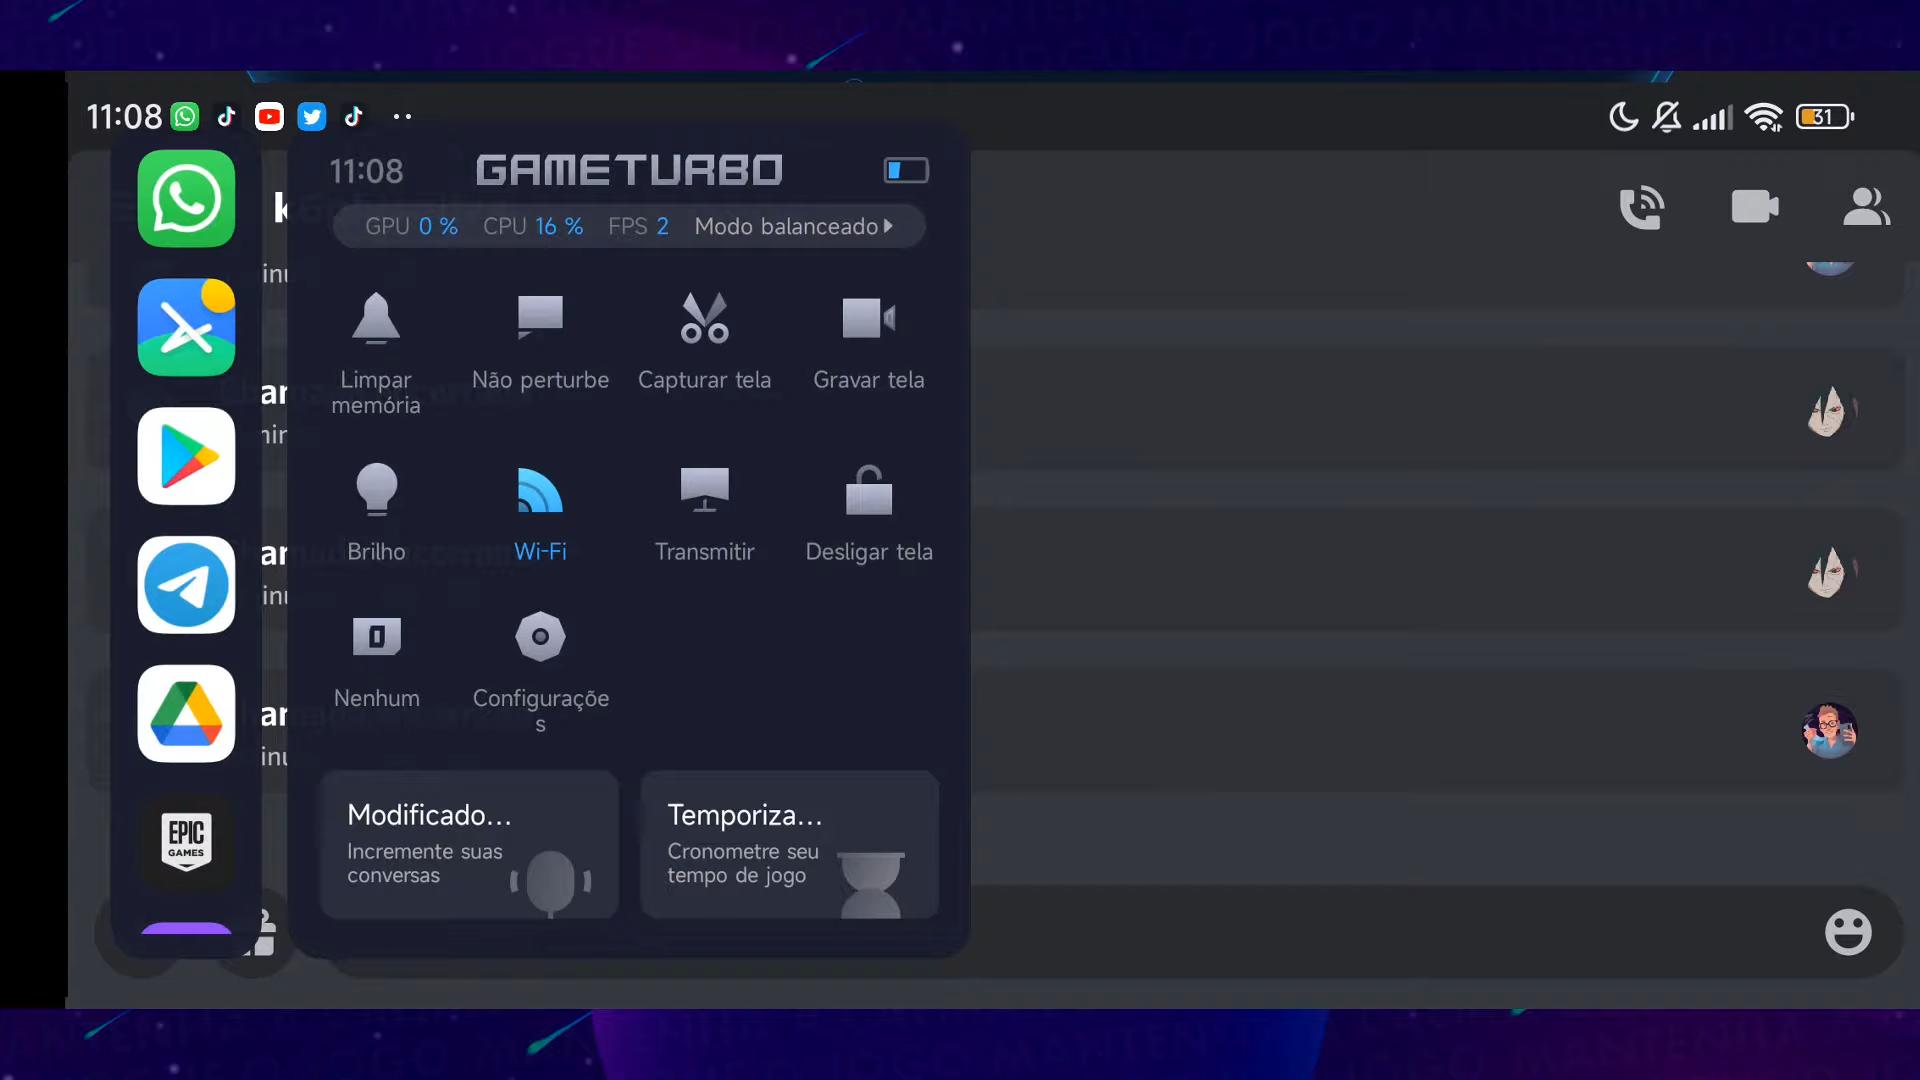 11:08
31
11:08
GAMETURBO
GPU 0 % CPU 16 % FPS 2 Modo balanceado
Limpar
memória
Não perturbe
Capturar tela
Gravar tela
Brilho
Wi-Fi
Transmitir
Desligar tela
Nenhum
Configuraçõe
s
Modificado...
Incremente suas
conversas
Temporiza...
Cronometre seu
tempo de jogo
EPIC
GAMES